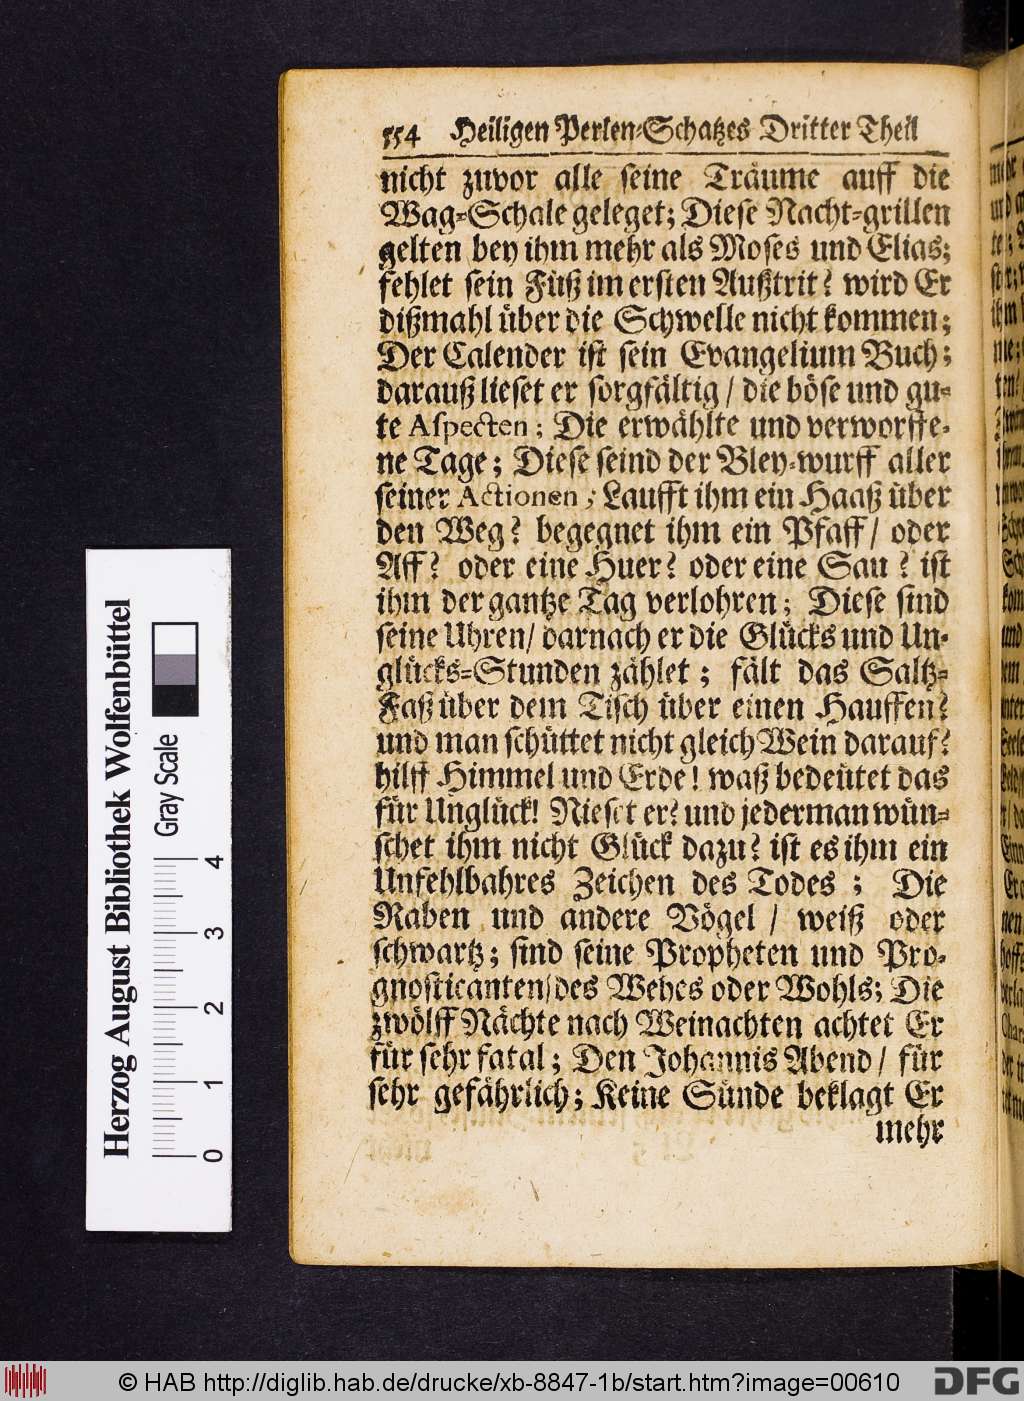 554 Heiligen Perlen-Schatzes Dritter Theil
nicht zuvor alle seine Träume auff die
Wag-Schale geleget; Diese Nacht-grillen
gelten bey ihm mehr als Moses und Elias;
fehlet sein Füß im ersten Außtrit? wird Er
dißmahl über die Schwelle nicht kommen;
Der Calender ist sein Evangelium Buch;
darauß lieset er sorgfältig / die böse und gu-
te Aspecten; Die erwählte und verworffe-
ne Tage; Diese seind der Bley-wurff aller
seiner Actionen; Laufft ihm ein Haaß über
den Weg? begegnet ihm ein Pfaff / oder
Aff? oder eine Huer? oder eine Sau? ist
ihm der gantze Tag verlohren; Diese sind
seine Uhren / darnach er die Glücks und Un-
glücks-Stunden zählet; fält das Saltz-
Faß über dem Tisch über einen Hauffen?
und man schüttet nicht gleich Wein darauf?
hilff Himmel und Erde! waß bedeütet das
für Unglück! Nieset er? und jederman wün-
schet ihm nicht Glück dazu? ist es ihm ein
Unfehlbahres Zeichen des Todes; Die
Raben und andere Vögel / weiß oder
schwartz; sind seine Propheten und Pro-
gnosticanten / des Wehes oder Wohls; Die
zwölff Nächte nach Weinachten achtet Er
für sehr fatal; Den Johannis Abend / für
sehr gefährlich; Keine Sünde beklagt Er
mehr
Herzog August Bibliothek Wolfenbüttel
Gray Scale
0 1 2 3 4
© HAB http://diglib.hab.de/drucke/xb-8847-1b/start.htm?image=00610
DFG